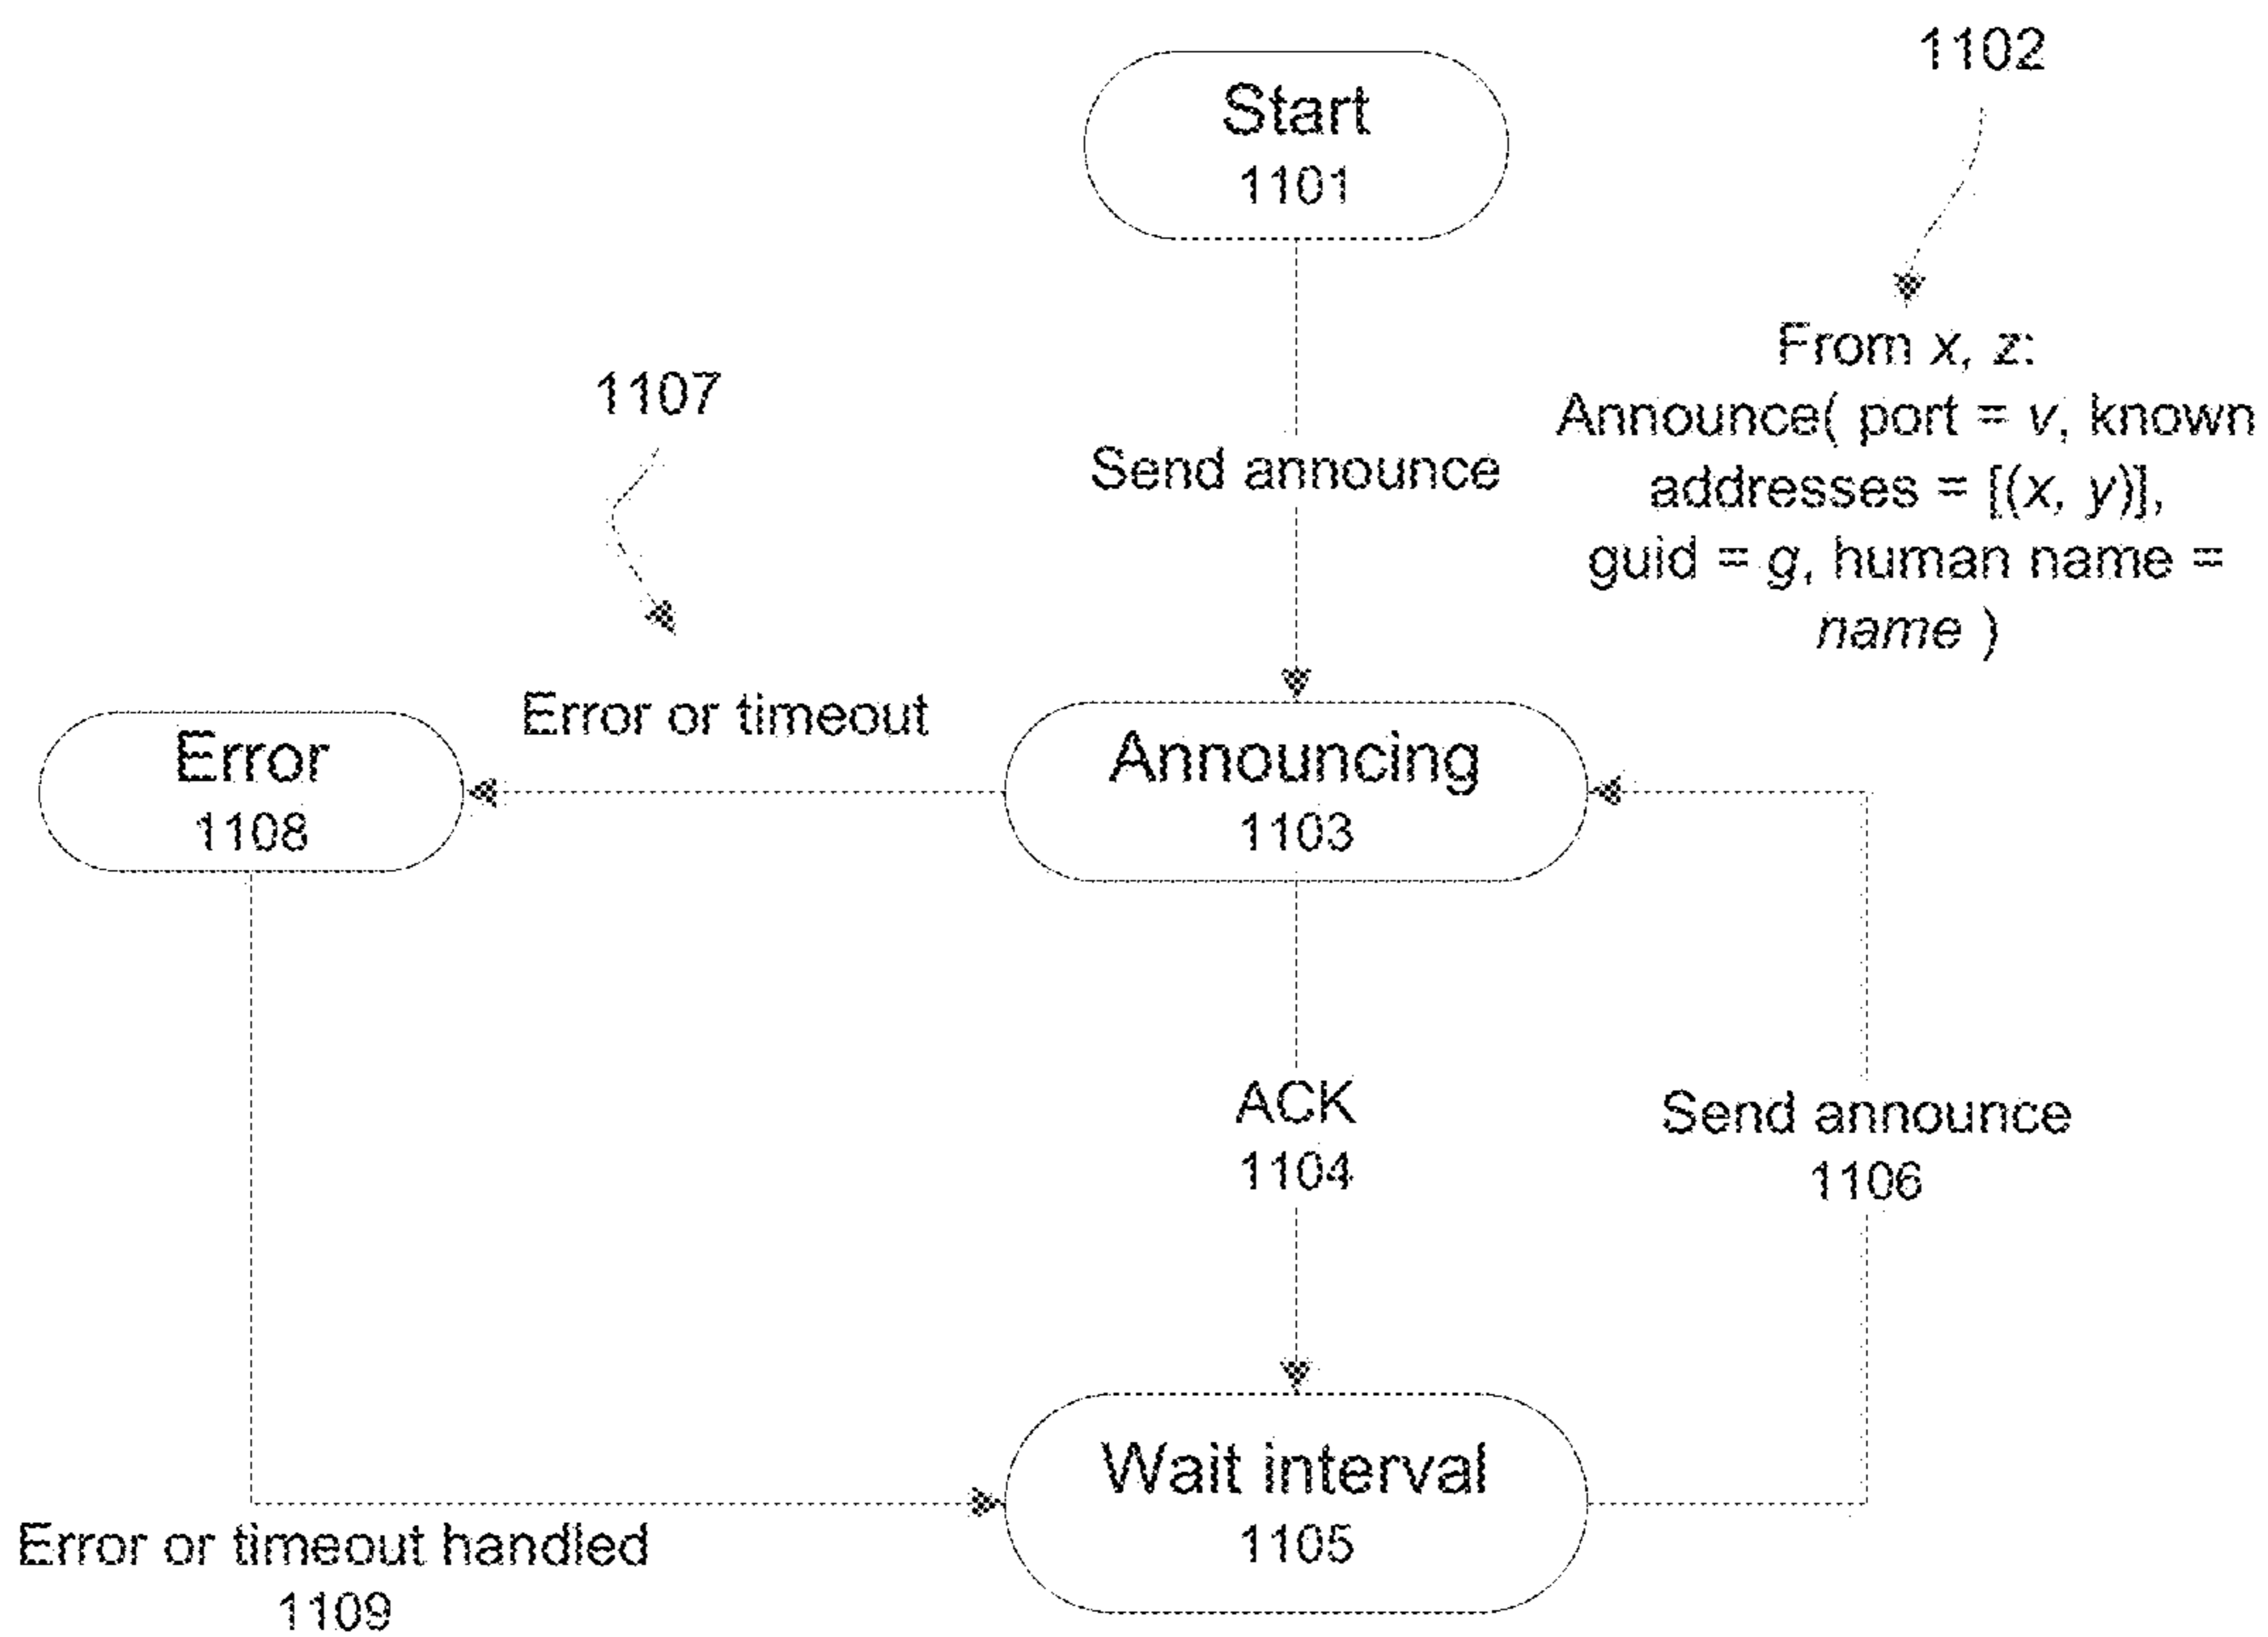 1102
Start
1101
From x, z:
Announce( port = v, known
addresses = [(x, y)],
guid = g, human name =
name )
1107
Send announce
Error or timeout
Error
1108
Announcing
1103
ACK
1104
Send announce
1106
Wait interval
1105
Error or timeout handled
1109